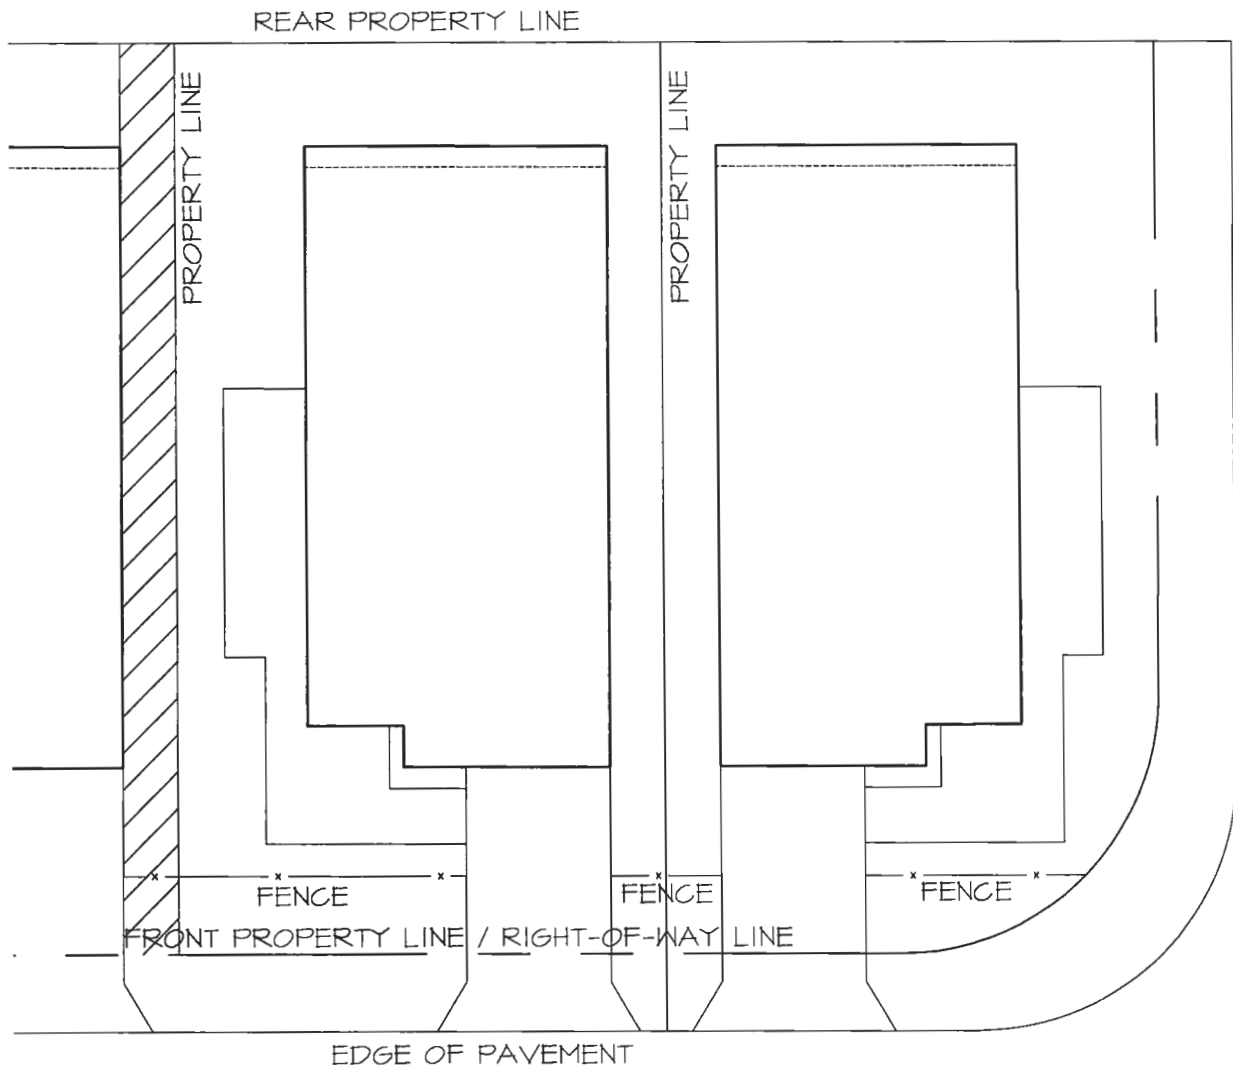 REAR PROPERTY LINE
PROPERTY LINE
PROPERTY LINE
FENCE
FENCE
FENCE
FRONT PROPERTY LINE / RIGHT-OF-WAY LINE
EDGE OF PAVEMENT